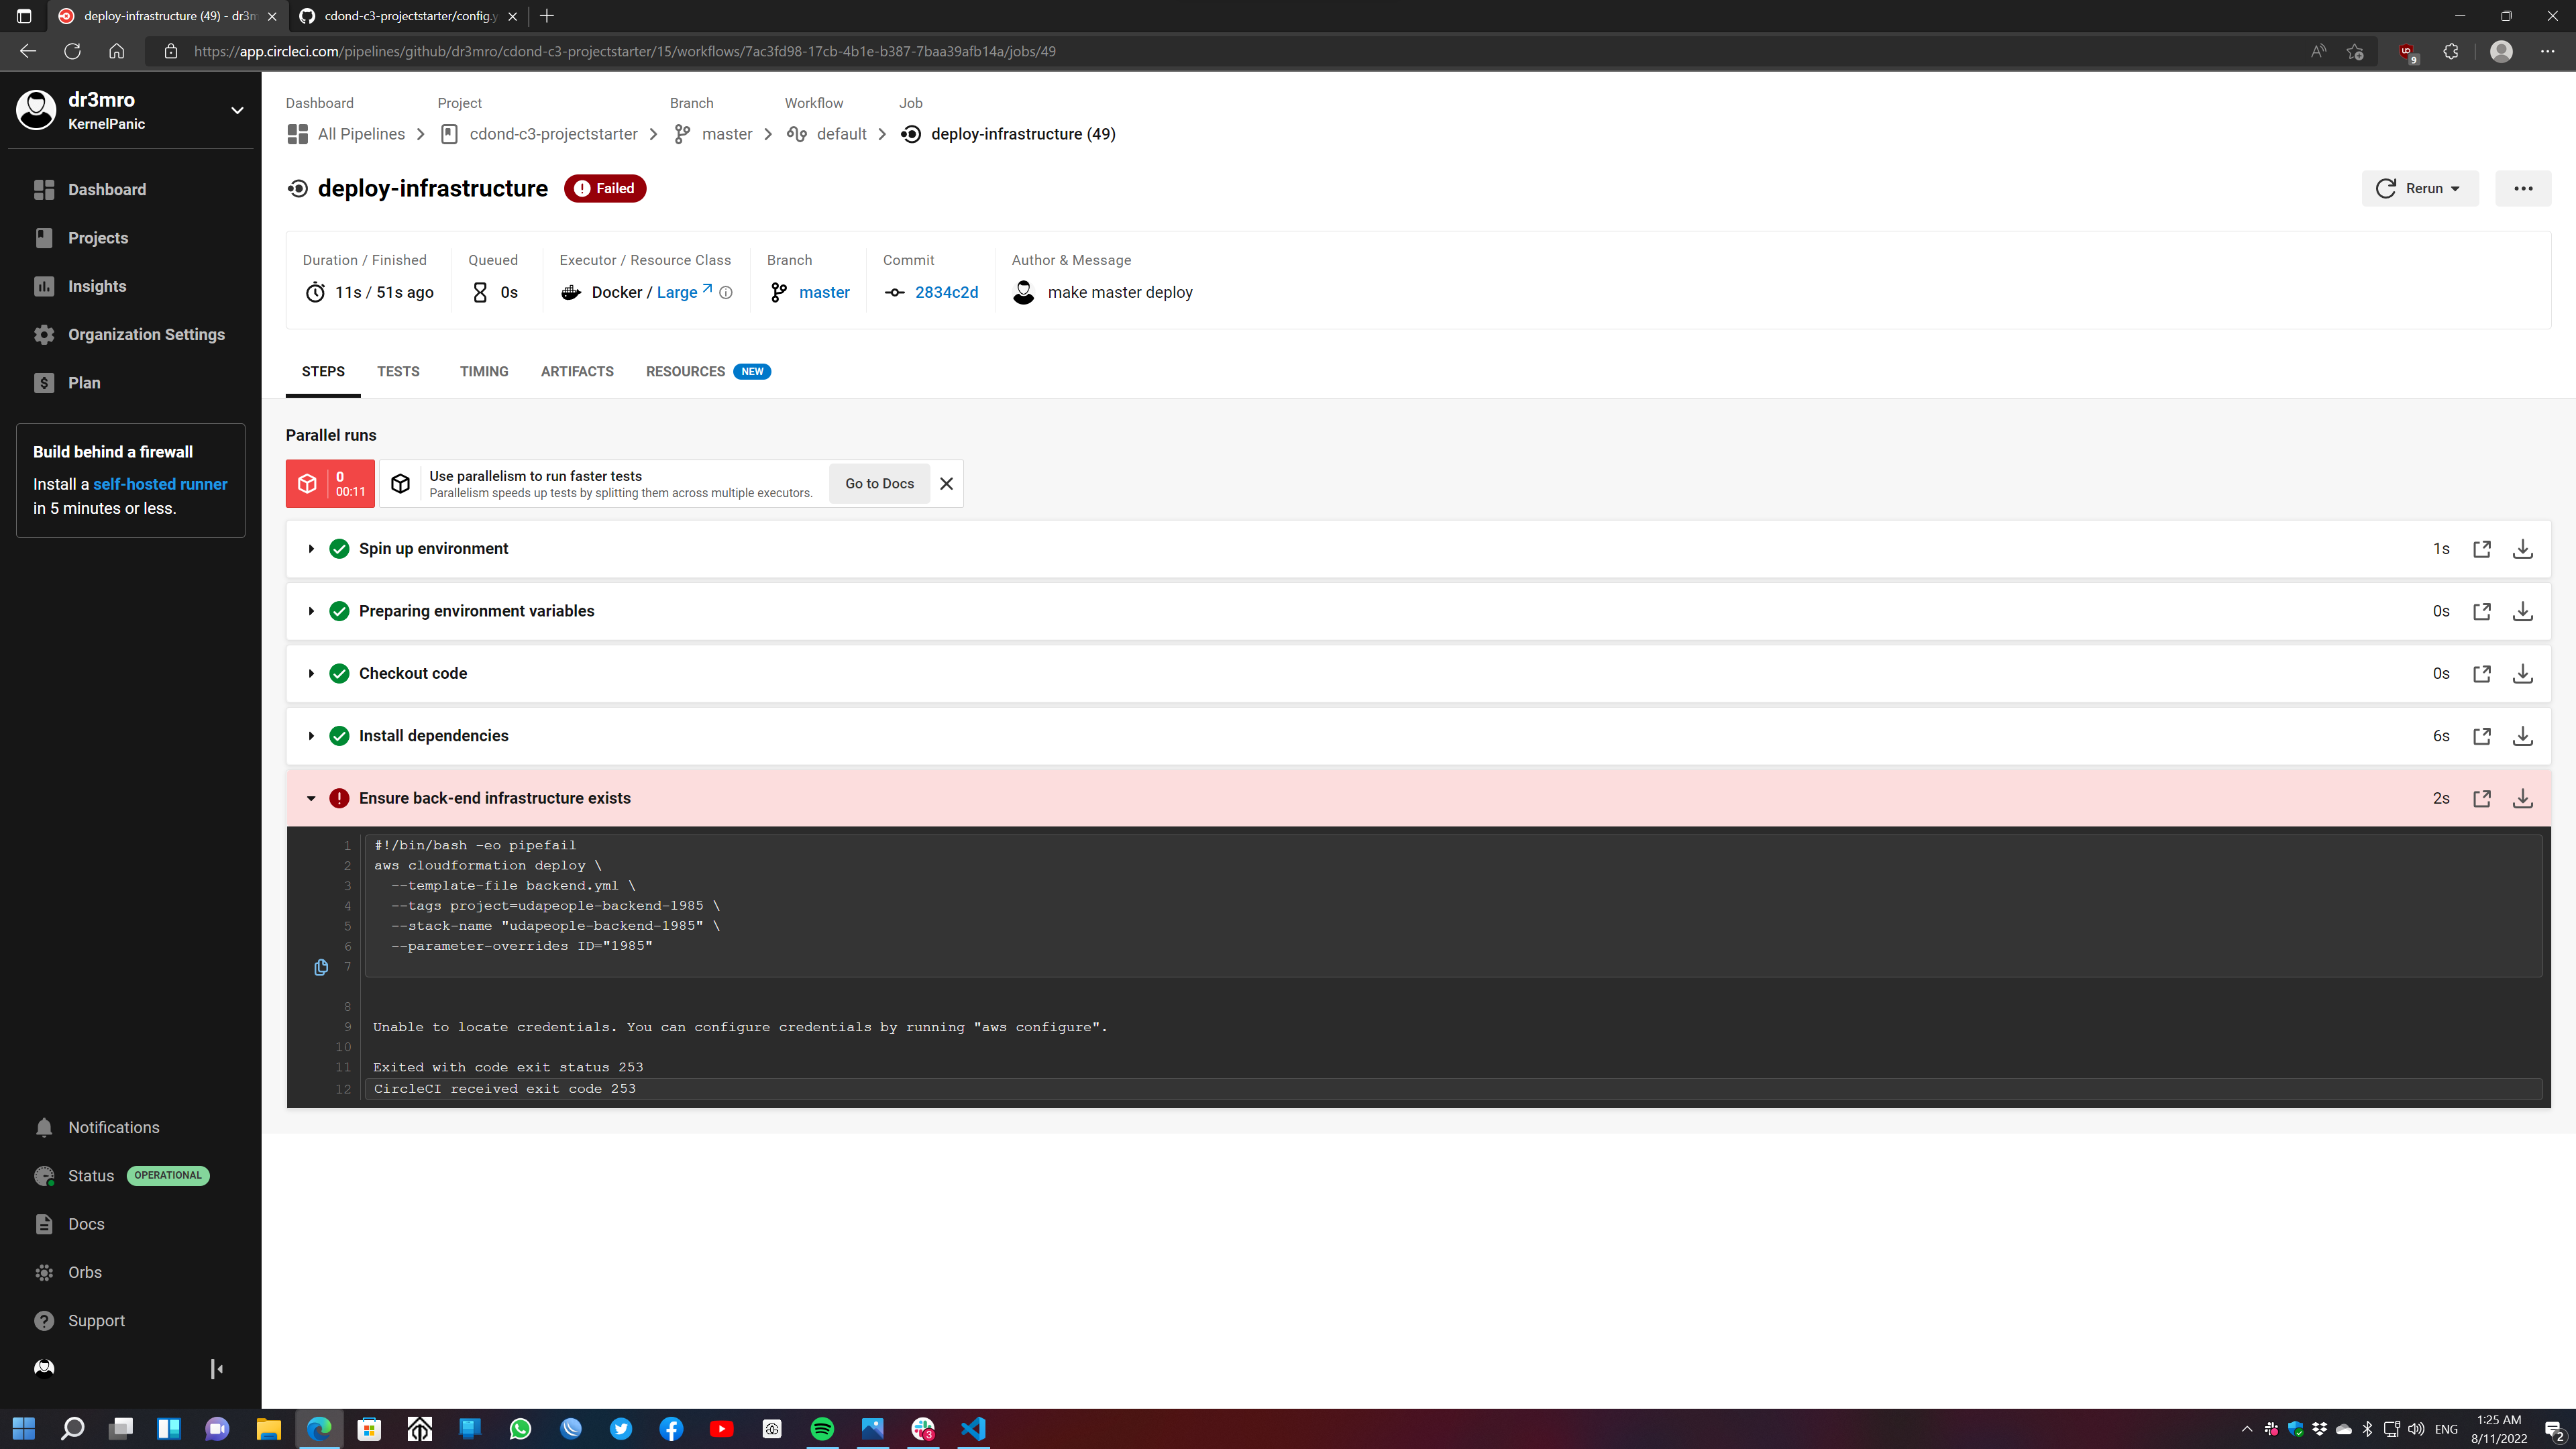 deploy-infrastructure (49) - dr3m
cdond-c3-projectstarter/config.y
https://app.circleci.com/pipelines/github/dr3mro/cdond-c3-projectstarter/15/workflows/7ac3fd98-17cb-4b1e-b387-7baa39afb14a/jobs/49
9
dr3mro
KernelPanic
Dashboard
Projects
Insights
Organization Settings
Plan
Build behind a firewall
Install a self-hosted runner
in 5 minutes or less.
Notifications
Status OPERATIONAL
Docs
Orbs
Support
Dashboard Project Branch Workflow Job
All Pipelines cdond-c3-projectstarter master default deploy-infrastructure (49)
deploy-infrastructure Failed
Rerun
Duration / Finished Queued Executor / Resource Class Branch Commit Author & Message
11s / 51s ago 0s Docker / Large master 2834c2d make master deploy
STEPS TESTS TIMING ARTIFACTS RESOURCES NEW
Parallel runs
0
00:11
Use parallelism to run faster tests
Parallelism speeds up tests by splitting them across multiple executors.
Go to Docs
Spin up environment 1s
Preparing environment variables 0s
Checkout code 0s
Install dependencies 6s
Ensure back-end infrastructure exists 2s
1 #!/bin/bash -eo pipefail
2 aws cloudformation deploy \
3 --template-file backend.yml \
4 --tags project=udapeople-backend-1985 \
5 --stack-name "udapeople-backend-1985" \
6 --parameter-overrides ID="1985"
7
8
9 Unable to locate credentials. You can configure credentials by running "aws configure".
10
11 Exited with code exit status 253
12 CircleCI received exit code 253
3
ENG
1:25 AM
8/11/2022
2